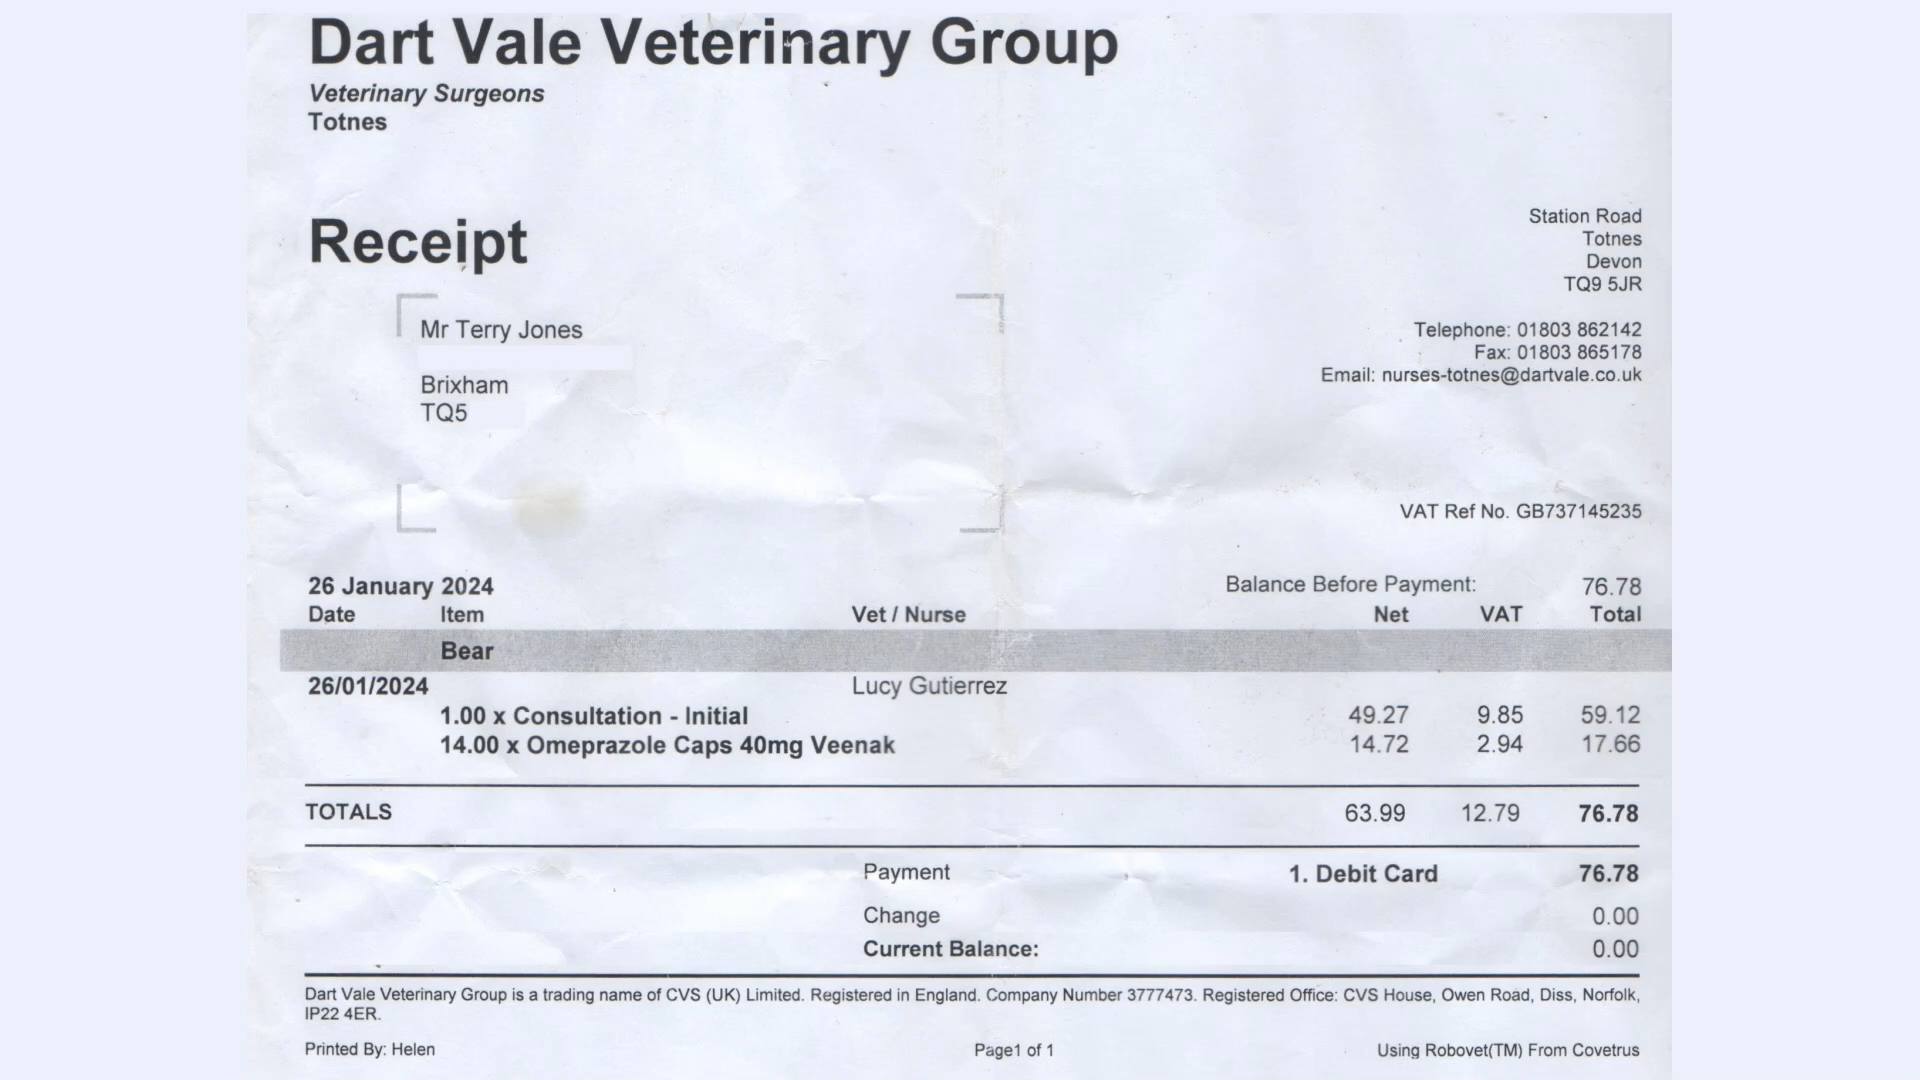 Dart Vale Veterinary Group
Veterinary Surgeons
Totnes
Receipt
Station Road
Totnes
Devon
TQ9 5JR
Mr Terry Jones
Brixham
TQ5
Telephone: 01803 862142
Fax: 01803 865178
Email: nurses-totnes@dartvale.co.uk
VAT Ref No. GB737145235
26 January 2024 Balance Before Payment: 76.78
Date Item Vet / Nurse Net VAT Total
Bear
26/01/2024 Lucy Gutierrez
1.00 x Consultation - Initial 49.27 9.85 59.12
14.00 x Omeprazole Caps 40mg Veenak 14.72 2.94 17.66
TOTALS 63.99 12.79 76.78
Payment 1. Debit Card 76.78
Change 0.00
Current Balance: 0.00
Dart Vale Veterinary Group is a trading name of CVS (UK) Limited. Registered in England. Company Number 3777473. Registered Office: CVS House, Owen Road, Diss, Norfolk,
IP22 4ER.
Printed By: Helen Page1 of 1 Using Robovet(TM) From Covetrus